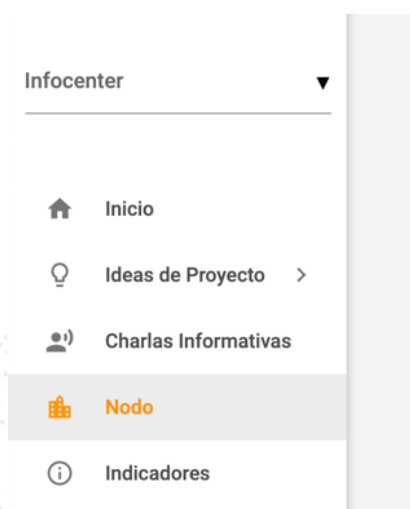 Infocenter
Inicio
Ideas de Proyecto
Charlas Informativas
Nodo
Indicadores